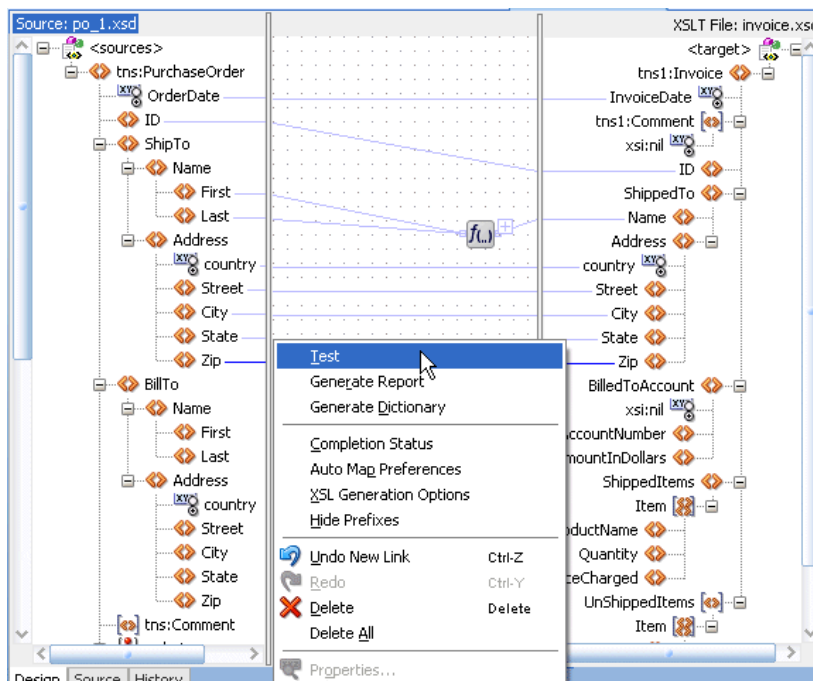 Source: po_1.xsd
<sources>
tns:PurchaseOrder
OrderDate
ID
ShipTo
Name
First
Last
Address
country
Street
City
State
Zip
BillTo
Name
First
Last
Address
country
Street
City
State
Zip
tns:Comment
Design Source History
f(..)
Test
Generate Report
Generate Dictionary
Completion Status
Auto Map Preferences
XSL Generation Options
Hide Prefixes
Undo New Link Ctrl-Z
Redo Ctrl-Y
Delete Delete
Delete All
Properties...
XSLT File: invoice.xsd
<target>
tns1:Invoice
InvoiceDate
tns1:Comment
xsi:nil
ID
ShippedTo
Name
Address
country
Street
City
State
Zip
BilledToAccount
xsi:nil
AccountNumber
mountInDollars
ShippedItems
Item
oductName
Quantity
ceCharged
UnShippedItems
Item